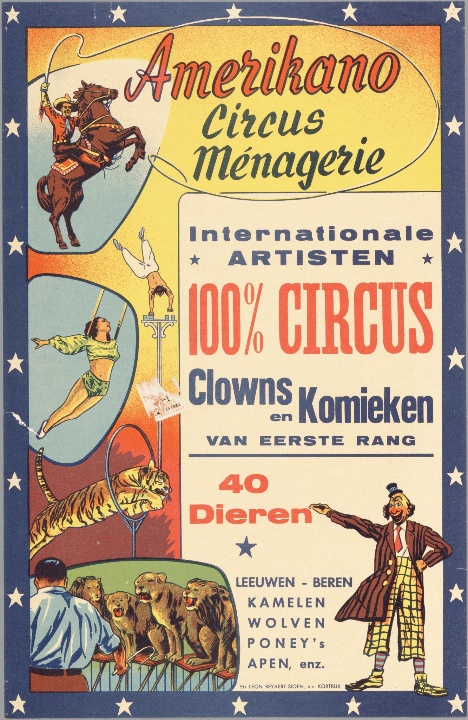 Amerikano
Circus
Ménagerie
Internationale
ARTISTEN
100% CIRCUS
Clowns
en Komieken
VAN EERSTE RANG
40
Dieren
LEEUWEN - BEREN
KAMELEN
WOLVEN
PONEY's
APEN, enz.
KORTRIJK